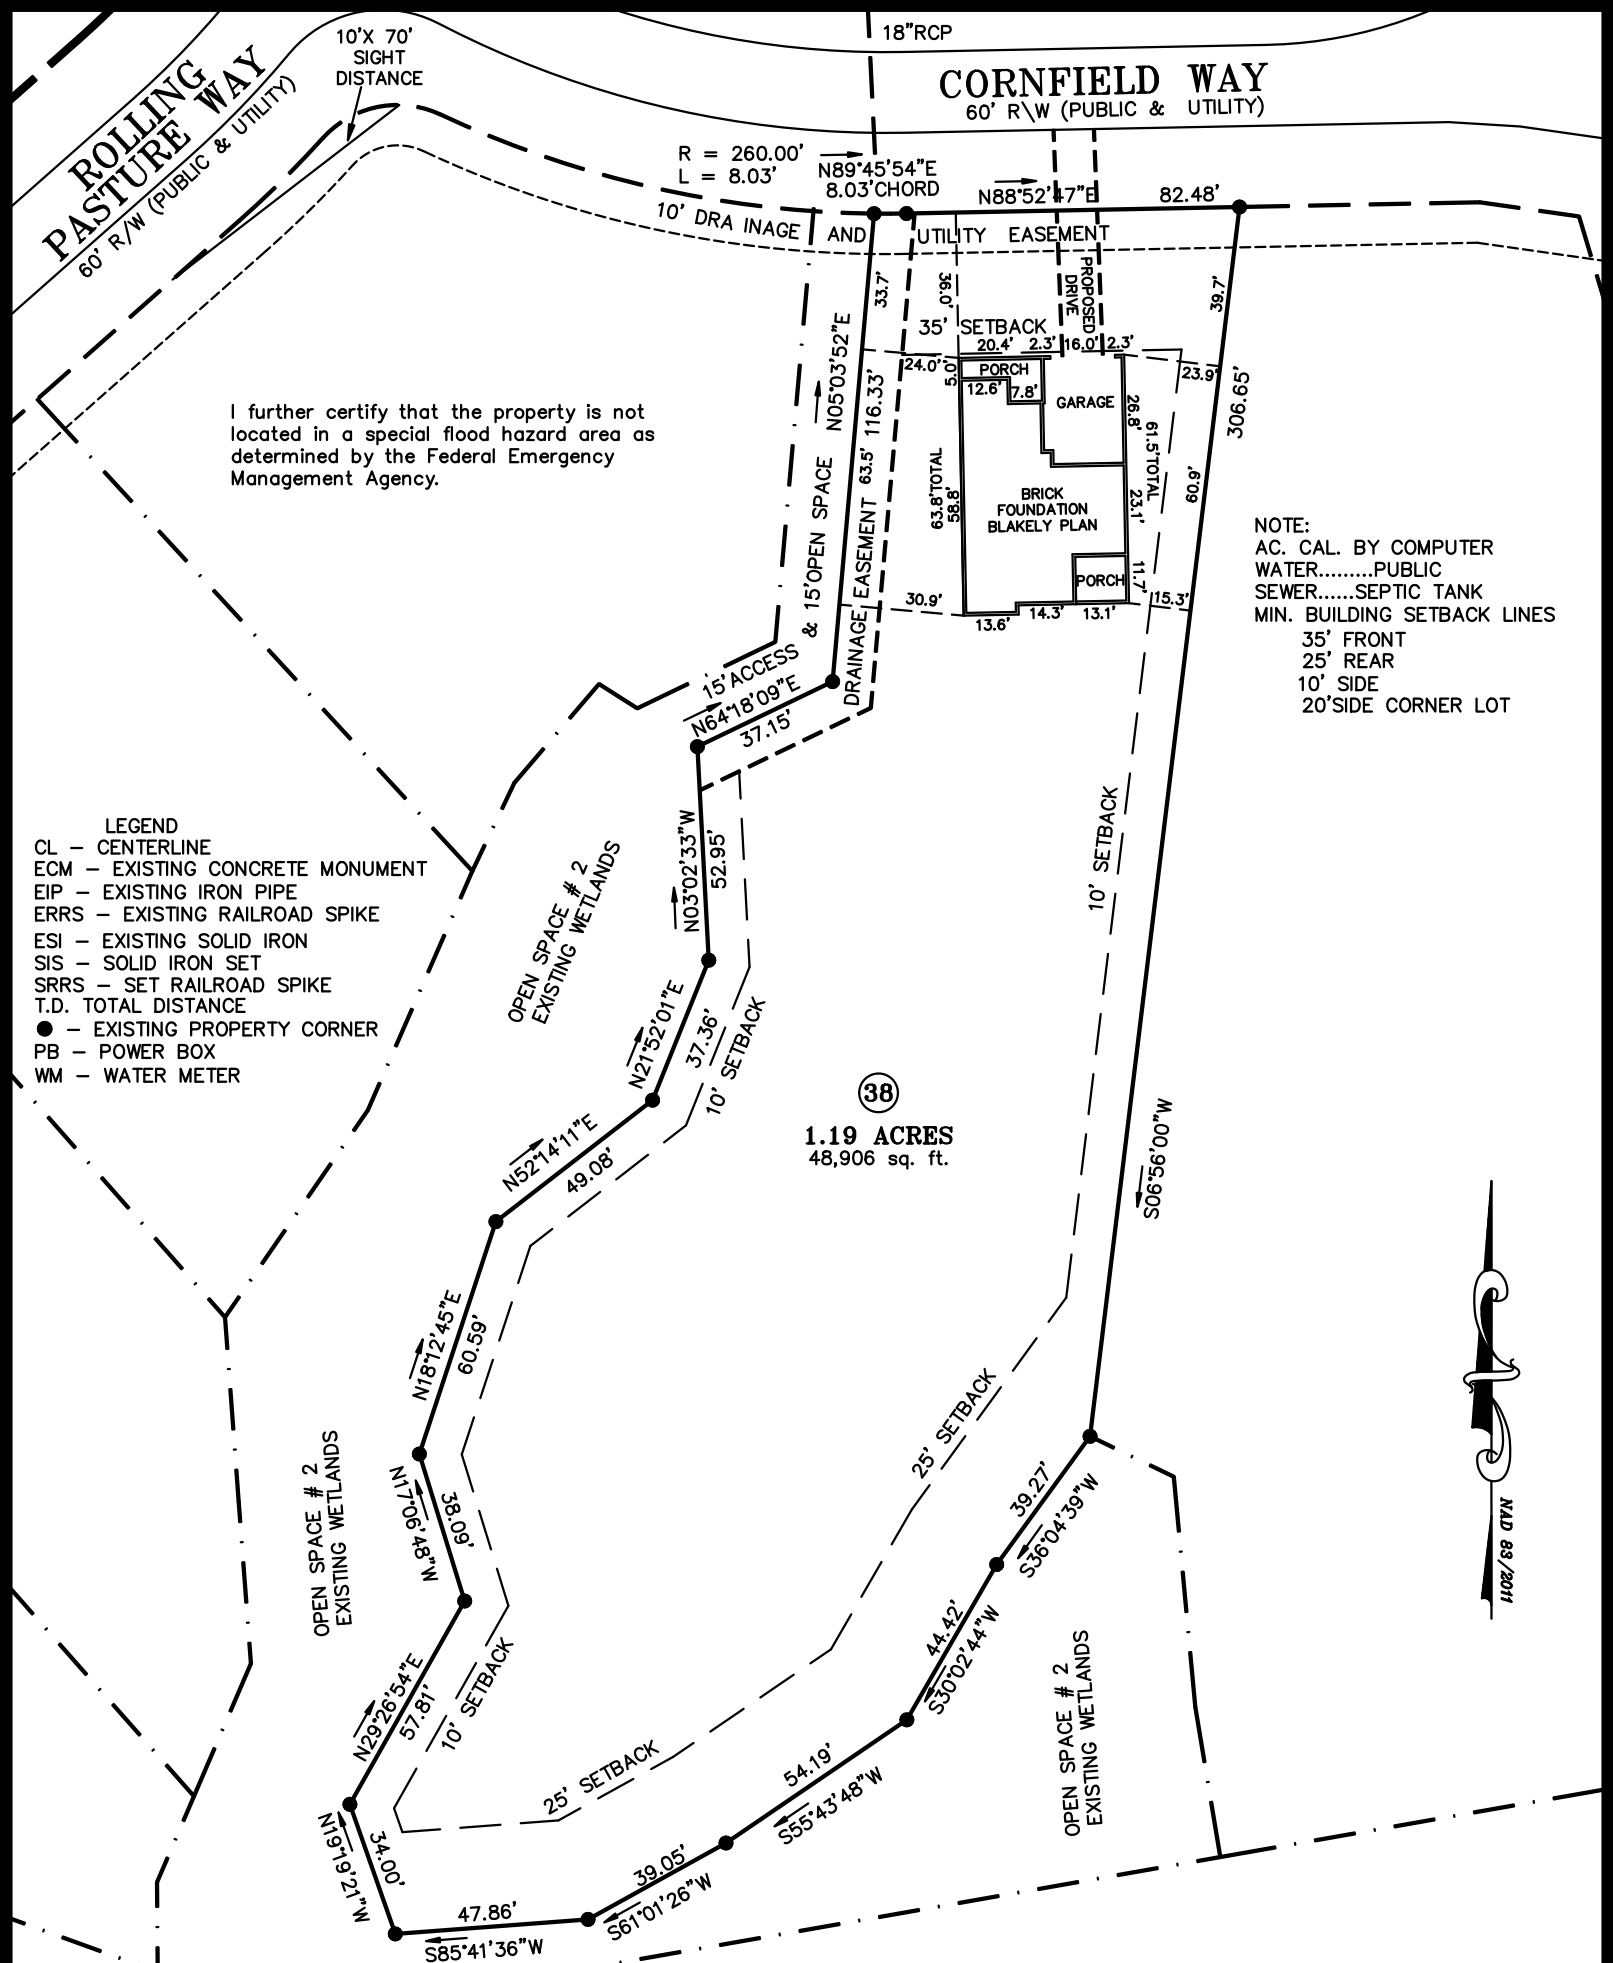 10'X 70'
SIGHT
DISTANCE
18"RCP
ROLLING
PASTURE WAY
60' R/W (PUBLIC & UTILITY)
CORNFIELD WAY
60' R\W (PUBLIC & UTILITY)
R = 260.00'
L = 8.03'
N89°45'54"E
8.03'CHORD
N88°52'47"E 82.48'
10' DRA INAGE AND UTILITY EASEMENT
33.7'
36.0'
PROPOSED
DRIVE
39.7'
35' SETBACK
20.4' 2.3' 16.0' 2.3'
24.0'
5.0'
PORCH
12.6' 7.8'
GARAGE
23.9'
26.8'
61.5'TOTAL
N05°03'52"E 116.33'
& 15'OPEN SPACE
DRAINAGE EASEMENT 63.5'
63.8'TOTAL
58.8'
BRICK
FOUNDATION
BLAKELY PLAN
23.1'
60.9'
306.65'
PORCH
11.7'
30.9'
13.6' 14.3' 13.1'
15.3'
I further certify that the property is not
located in a special flood hazard area as
determined by the Federal Emergency
Management Agency.
NOTE:
AC. CAL. BY COMPUTER
WATER.........PUBLIC
SEWER......SEPTIC TANK
MIN. BUILDING SETBACK LINES
35' FRONT
25' REAR
10' SIDE
20'SIDE CORNER LOT
15'ACCESS
N64°18'09"E
37.15'
LEGEND
CL – CENTERLINE
ECM – EXISTING CONCRETE MONUMENT
EIP – EXISTING IRON PIPE
ERRS – EXISTING RAILROAD SPIKE
ESI – EXISTING SOLID IRON
SIS – SOLID IRON SET
SRRS – SET RAILROAD SPIKE
T.D. TOTAL DISTANCE
● – EXISTING PROPERTY CORNER
PB – POWER BOX
WM – WATER METER
OPEN SPACE # 2
EXISTING WETLANDS
N03°02'33"W
52.95'
10' SETBACK
N21°52'01"E
37.36'
10' SETBACK
38
1.19 ACRES
48,906 sq. ft.
N52°14'11"E
49.08'
S06°56'00"W
N18°12'45"E
60.59'
25' SETBACK
OPEN SPACE # 2
EXISTING WETLANDS
N17°06'48"W
38.09'
39.27'
S36°04'39"W
NAD 83/2011
N29°26'54"E
57.81'
10' SETBACK
44.42'
S30°02'44"W
OPEN SPACE # 2
EXISTING WETLANDS
25' SETBACK
54.19'
S55°43'48"W
N19°19'21"W
34.00'
39.05'
S61°01'26"W
47.86'
S85°41'36"W